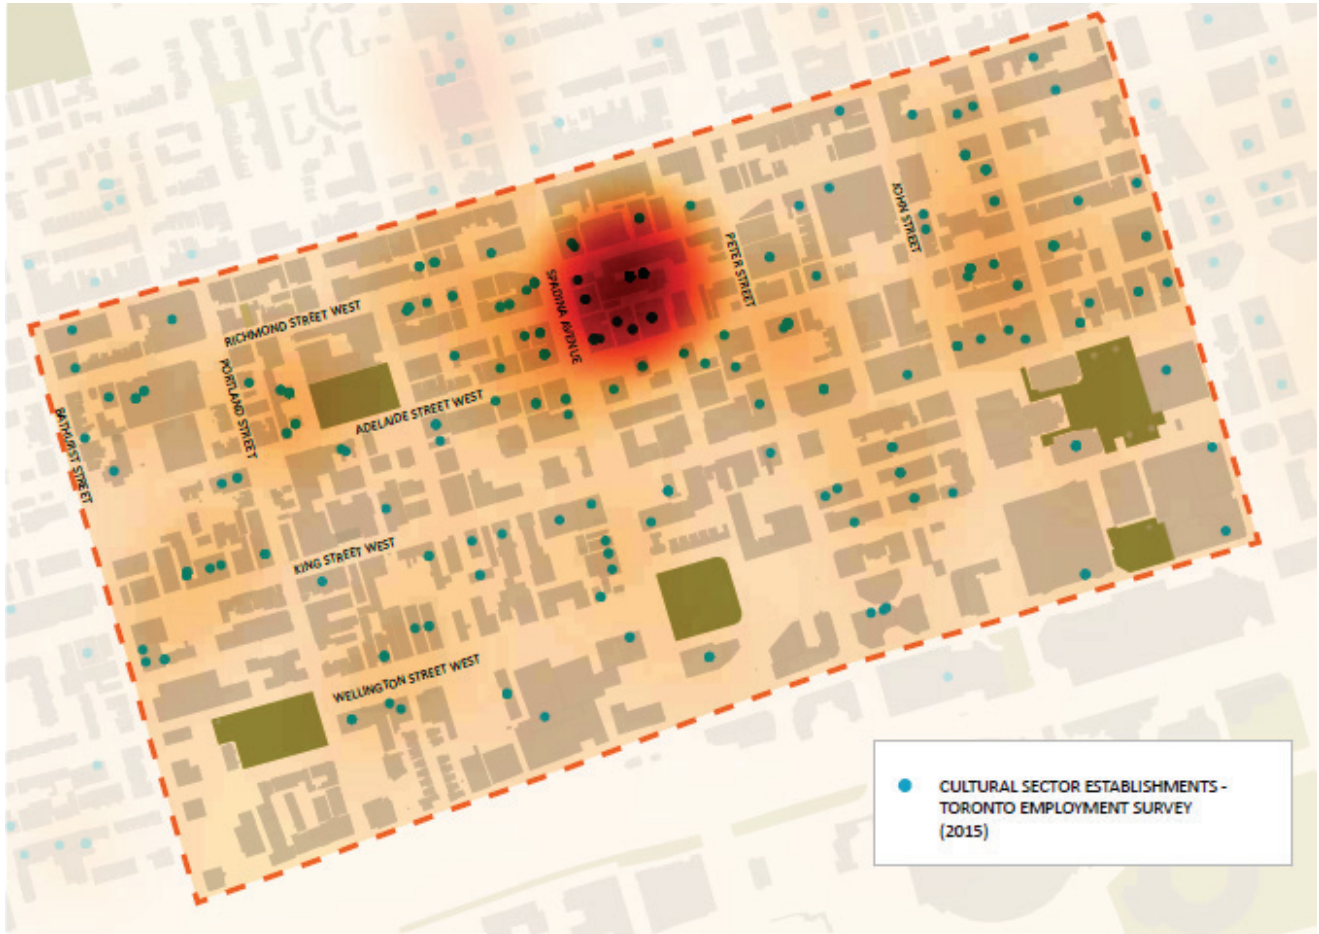 JOHN STREET
PETER STREET
SPADINA AVENUE
RICHMOND STREET WEST
PORTLAND STREET
ADELAIDE STREET WEST
BATHURST STREET
KING STREET WEST
WELLINGTON STREET WEST
CULTURAL SECTOR ESTABLISHMENTS -
TORONTO EMPLOYMENT SURVEY
(2015)